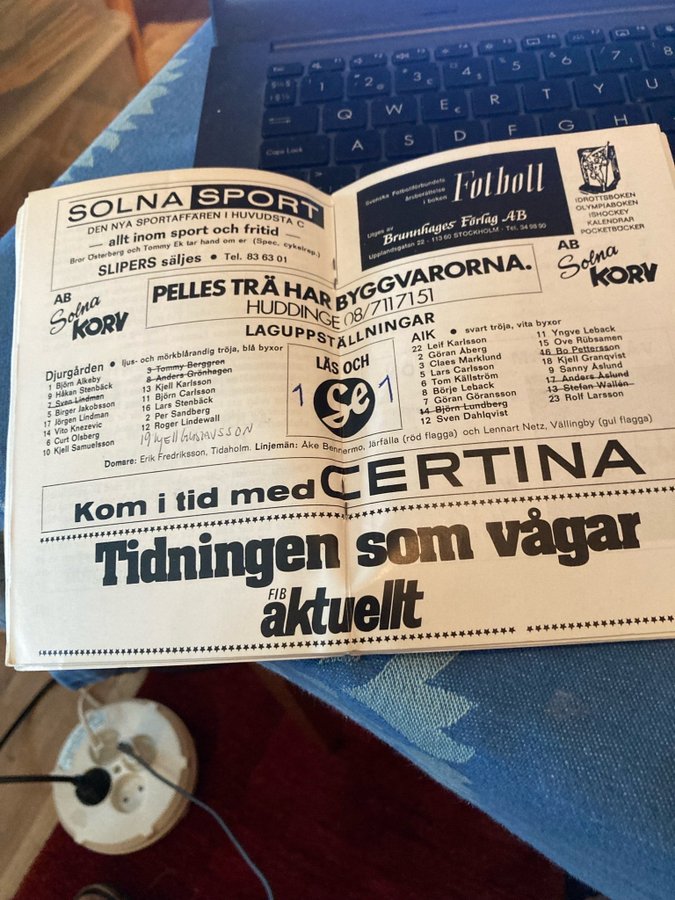 SOLNA SPORT
DEN NYA SPORTAFFÄREN I HUVUDSTA C
— allt inom sport och fritid —
Bror Österberg och Tommy Ek tar hand om er (Spec. cykelrep.)
SLIPERS säljes • Tel. 83 63 01
Svenska Fotbollförbundets
årsberättelse
i boken
Fotboll
Utges av
Brunnhages Förlag AB
Upplandsgatan 22 - 113 60 STOCKHOLM - Tel. 34 98 90
IDROTTSBOKEN
OLYMPIABOKEN
ISHOCKEY
KALENDRAR
POCKETBÖCKER
AB
Solna
KORV
PELLES TRÄ HAR BYGGVARORNA.
HUDDINGE 08/7117151
AB
Solna
KORV
LAGUPPSTÄLLNINGAR
Djurgården • ljus- och mörkblårandig tröja, blå byxor
1 Björn Alkeby
9 Håkan Stenbäck
7 Sven Lindman
5 Birger Jakobsson
17 Jörgen Lindman
14 Vito Knezevic
6 Curt Olsberg
10 Kjell Samuelsson
3 Tommy Berggren
8 Anders Grönhagen
13 Kjell Karlsson
11 Björn Carlsson
16 Lars Stenbäck
2 Per Sandberg
12 Roger Lindewall
19 KJELL GUSTAVSSON
LÄS OCH
1 Se 1
AIK • svart tröja, vita byxor
22 Leif Karlsson
2 Göran Åberg
3 Claes Marklund
5 Lars Carlsson
6 Tom Källström
8 Börje Leback
7 Göran Göransson
14 Björn Lundberg
12 Sven Dahlqvist
11 Yngve Leback
15 Ove Rübsamen
16 Bo Pettersson
18 Kjell Granqvist
9 Sanny Åslund
17 Anders Åslund
13 Stefan Wallén
23 Rolf Larsson
Domare: Erik Fredriksson, Tidaholm. Linjemän: Åke Bennermo, Järfälla (röd flagga) och Lennart Netz, Vällingby (gul flagga)
Kom i tid med CERTINA
Tidningen som vågar
FIB
aktuellt